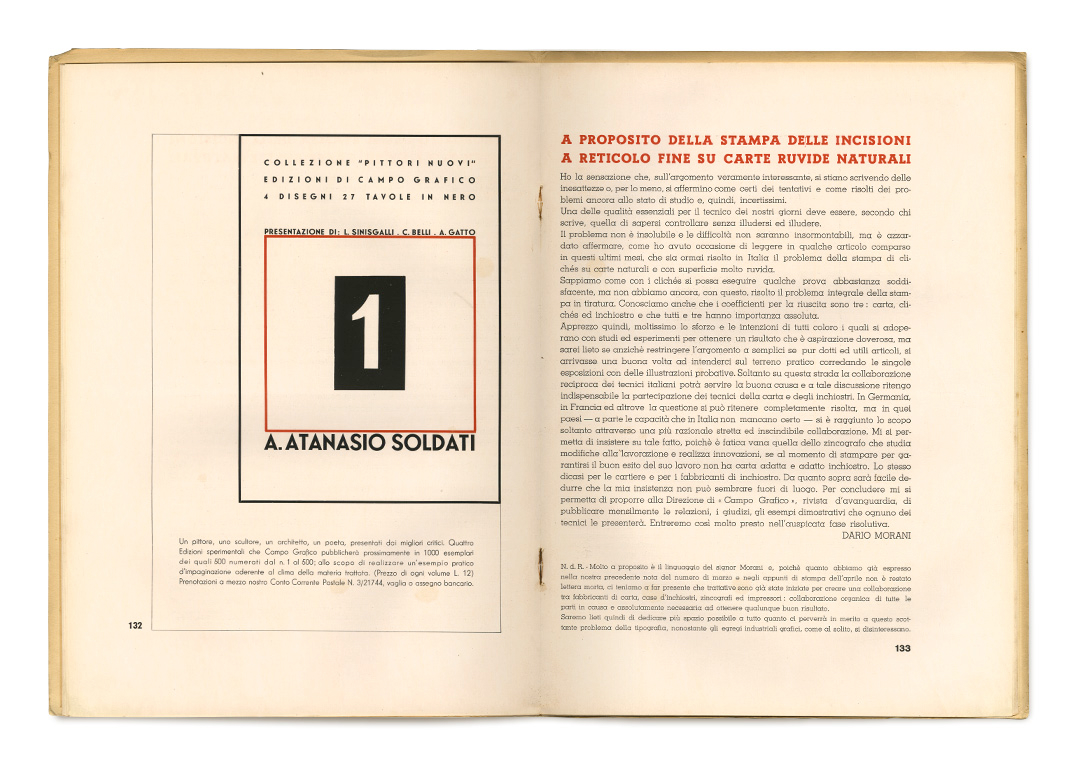 COLLEZIONE "PITTORI NUOVI"
EDIZIONI DI CAMPO GRAFICO
4 DISEGNI 27 TAVOLE IN NERO
PRESENTAZIONE DI: L. SINISGALLI . C. BELLI . A. GATTO
1
A. ATANASIO SOLDATI
Un pittore, uno scultore, un architetto, un poeta, presentati dai migliori critici. Quattro
Edizioni sperimentali che Campo Grafico pubblicherà prossimamente in 1000 esemplari
dei quali 500 numerati dal n. 1 al 500; allo scopo di realizzare un'esempio pratico
d'impaginazione aderente al clima della materia trattata. (Prezzo di ogni volume L. 12)
Prenotazioni a mezzo nostro Conto Corrente Postale N. 3/21744, vaglia o assegno bancario.
132
A PROPOSITO DELLA STAMPA DELLE INCISIONI
A RETICOLO FINE SU CARTE RUVIDE NATURALI
Ho la sensazione che, sull'argomento veramente interessante, si stiano scrivendo delle
inesattezze o, per lo meno, si affermino come certi dei tentativi e come risolti dei pro-
blemi ancora allo stato di studio e, quindi, incertissimi.
Una delle qualità essenziali per il tecnico dei nostri giorni deve essere, secondo chi
scrive, quella di sapersi controllare senza illudersi ed illudere.
Il problema non è insolubile e le difficoltà non saranno insormontabili, ma è azzar-
dato affermare, come ho avuto occasione di leggere in qualche articolo comparso
in questi ultimi mesi, che sia ormai risolto in Italia il problema della stampa di cli-
chés su carte naturali e con superficie molto ruvida.
Sappiamo come con i clichés si possa eseguire qualche prova abbastanza soddi-
sfacente, ma non abbiamo ancora, con questo, risolto il problema integrale della stam-
pa in tiratura. Conosciamo anche che i coefficienti per la riuscita sono tre : carta, cli-
chés ed inchiostro e che tutti e tre hanno importanza assoluta.
Apprezzo quindi, moltissimo lo sforzo e le intenzioni di tutti coloro i quali si adope-
rano con studi ed esperimenti per ottenere un risultato che è aspirazione doverosa, ma
sarei lieto se anziché restringere l'argomento a semplici se pur dotti ed utili articoli, si
arrivasse una buona volta ad intenderci sul terreno pratico corredando le singole
esposizioni con delle illustrazioni probative. Soltanto su questa strada la collaborazione
reciproca dei tecnici italiani potrà servire la buona causa e a tale discussione ritengo
indispensabile la partecipazione dei tecnici della carta e degli inchiostri. In Germania,
in Francia ed altrove la questione si può ritenere completamente risolta, ma in quei
paesi — a parte le capacità che in Italia non mancano certo — si è raggiunto lo scopo
soltanto attraverso una più razionale stretta ed inscindibile collaborazione. Mi si per-
metta di insistere su tale fatto, poichè è fatica vana quella dello zincografo che studia
modifiche alla lavorazione e realizza innovazioni, se al momento di stampare per ga-
rantirsi il buon esito del suo lavoro non ha carta adatta e adatto inchiostro. Lo stesso
dicasi per le cartiere e per i fabbricanti di inchiostro. Da quanto sopra sarà facile de-
durre che la mia insistenza non può sembrare fuori di luogo. Per concludere mi si
permetta di proporre alla Direzione di « Campo Grafico », rivista d'avanguardia, di
pubblicare mensilmente le relazioni, i giudizi, gli esempi dimostrativi che ognuno dei
tecnici le presenterà. Entreremo così molto presto nell'auspicata fase risolutiva.
DARIO MORANI
N. d. R. - Molto a proposito è il linguaggio del signor Morani e, poichè quanto abbiamo già espresso
nella nostra precedente nota del numero di marzo e negli appunti di stampa dell'aprile non è restato
lettera morta, ci teniamo a far presente che trattative sono già state iniziate per creare una collaborazione
tra fabbricanti di carta, case d'inchiostri, zincografi ed impressori : collaborazione organica di tutte le
parti in causa e assolutamente necessaria ad ottenere qualunque buon risultato.
Saremo lieti quindi di dedicare più spazio possibile a tutto quanto ci perverrà in merito a questo scot-
tante problema della tipografia, nonostante gli egregi industriali grafici, come al solito, si disinteressano.
133